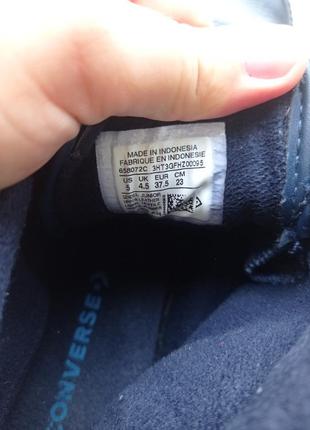 MADE IN INDONESIA
FABRIQUE EN INDONESIE
658072C 3HT3GFHZ00095
US UK EUR CM
5 4.5 37.5 23
CONVERSE